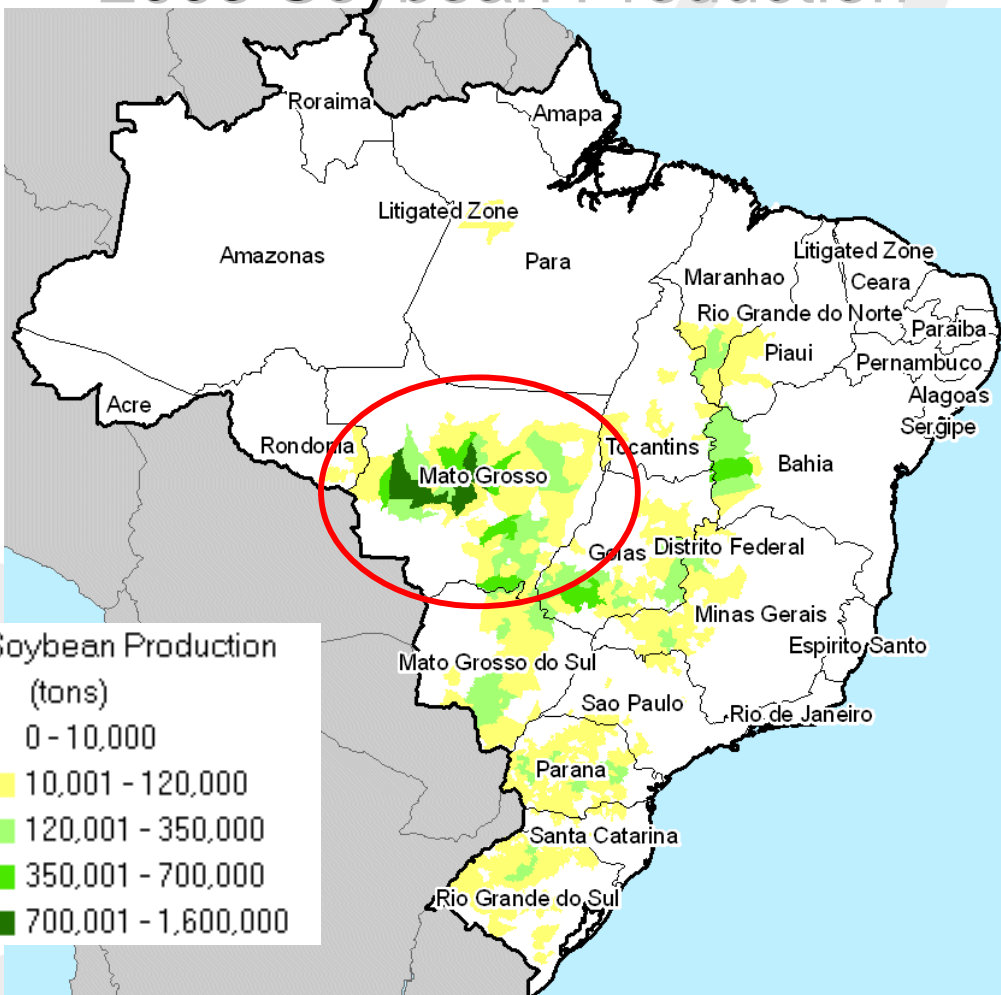 Soybean Production
Roraima
Amapa
Litigated Zone
Amazonas
Para
Litigated Zone
Maranhao
Ceara
Rio Grande do Norte
Paraiba
Piaui
Pernambuco
Acre
Alagoas
Sergipe
Rondonia
Tocantins
Mato Grosso
Bahia
Goias
Distrito Federal
Minas Gerais
Espirito Santo
Mato Grosso do Sul
Sao Paulo
Rio de Janeiro
Parana
Santa Catarina
Rio Grande do Sul
Soybean Production
(tons)
0 - 10,000
10,001 - 120,000
120,001 - 350,000
350,001 - 700,000
700,001 - 1,600,000